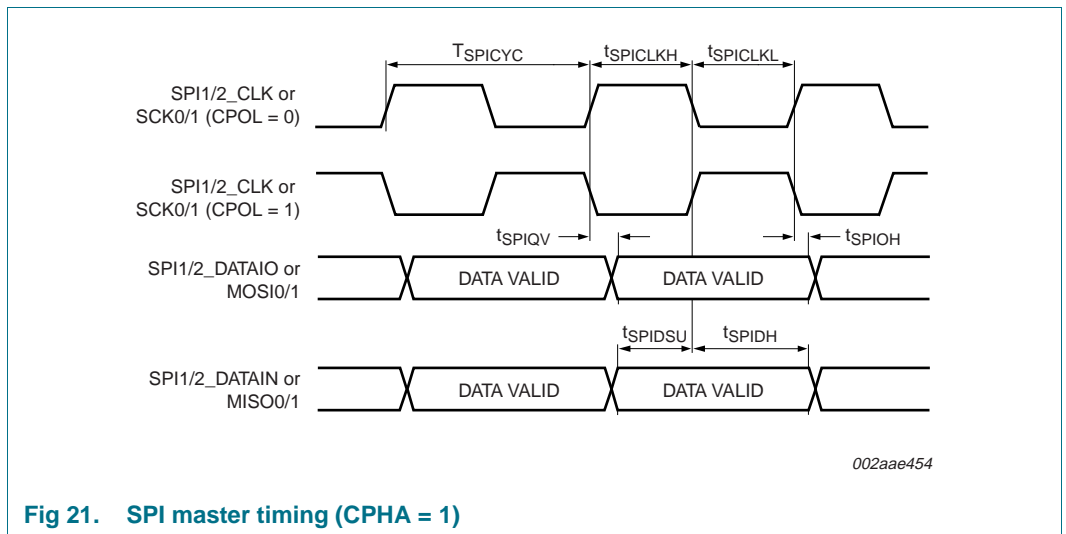 TSPICYC tSPICLKH tSPICLKL
SPI1/2_CLK or
SCK0/1 (CPOL = 0)
SPI1/2_CLK or
SCK0/1 (CPOL = 1)
tSPIQV tSPIOH
SPI1/2_DATAIO or
MOSI0/1
DATA VALID DATA VALID
tSPIDSU tSPIDH
SPI1/2_DATAIN or
MISO0/1
DATA VALID DATA VALID
002aae454
Fig 21. SPI master timing (CPHA = 1)